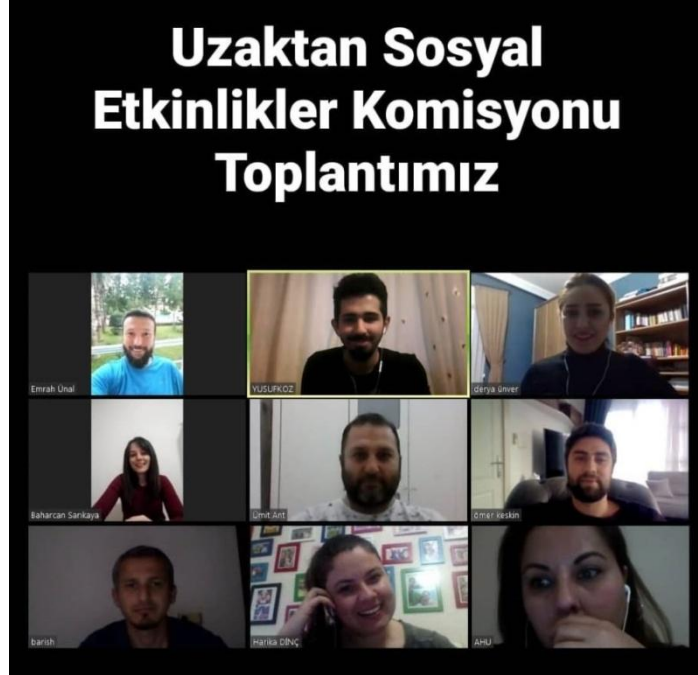 Uzaktan Sosyal
Etkinlikler Komisyonu
Toplantımız
Emrah Ünal
YUSUFKOZ
derya ünver
Baharcan Sarıkaya
Ümit Ant
ömer keskin
barish
Harika DİNÇ
AHU